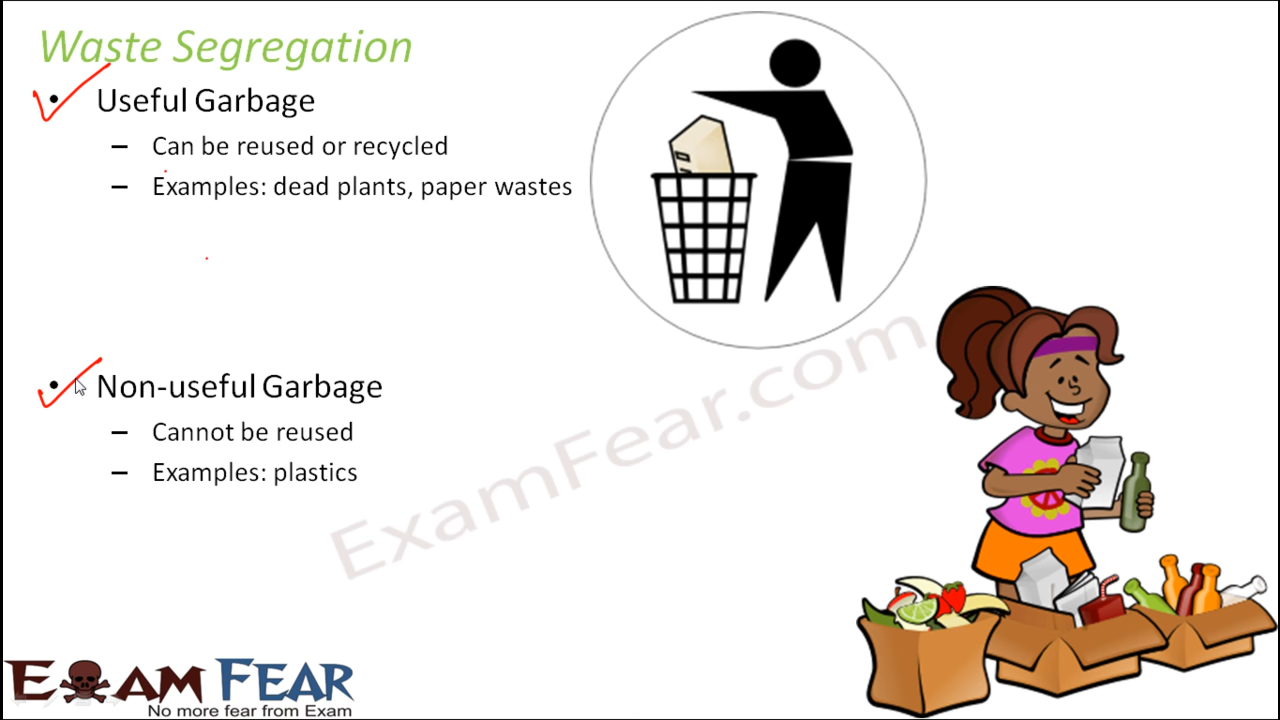 Waste Segregation
• Useful Garbage
– Can be reused or recycled
– Examples: dead plants, paper wastes
• Non-useful Garbage
– Cannot be reused
– Examples: plastics
ExamFear.com
EXAM FEAR
No more fear from Exam